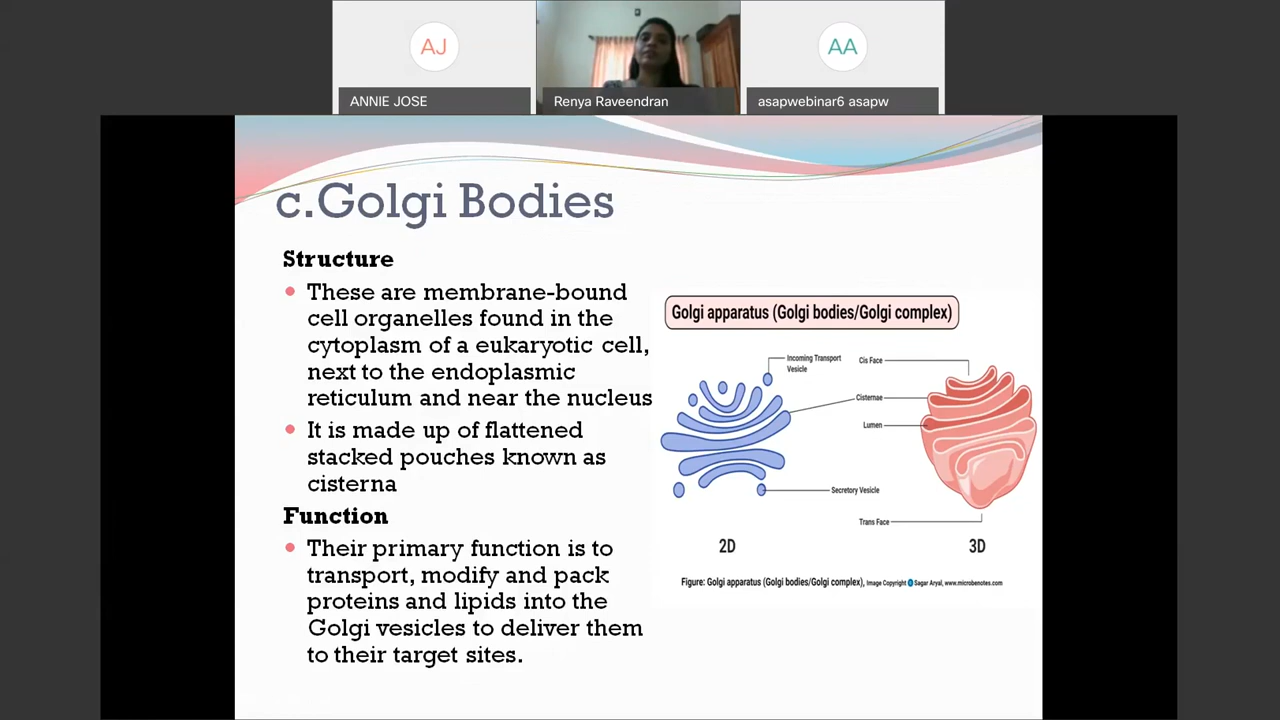 AJ
AA
ANNIE JOSE
Renya Raveendran
asapwebinar6 asapw
c.Golgi Bodies
Structure
These are membrane-bound
cell organelles found in the
cytoplasm of a eukaryotic cell,
next to the endoplasmic
reticulum and near the nucleus
It is made up of flattened
stacked pouches known as
cisterna
Function
Their primary function is to
transport, modify and pack
proteins and lipids into the
Golgi vesicles to deliver them
to their target sites.
Golgi apparatus (Golgi bodies/Golgi complex)
Incoming Transport
Vesicle
Cis Face
Cisternae
Lumen
Secretory Vesicle
Trans Face
2D
3D
Figure: Golgi apparatus (Golgi bodies/Golgi complex), Image Copyright Sagar Aryal, www.microbenotes.com